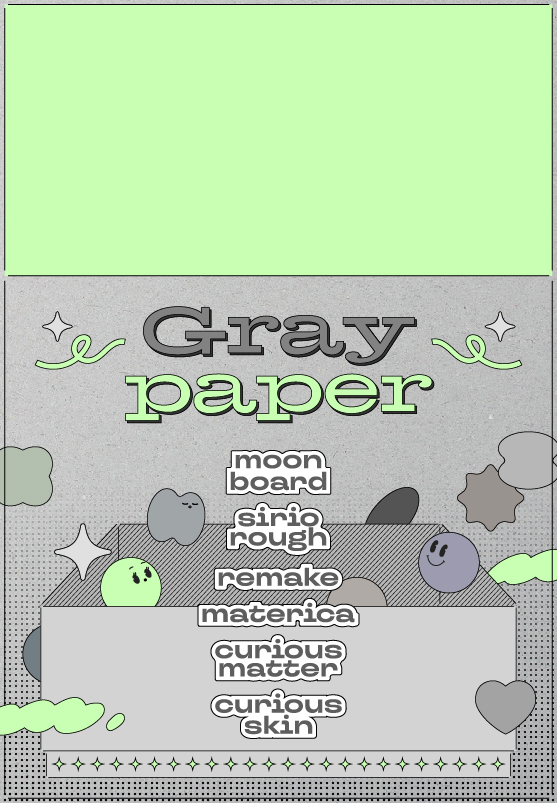 Gray
paper
moon
board
sirio
rough
remake
materica
curious
matter
curious
skin